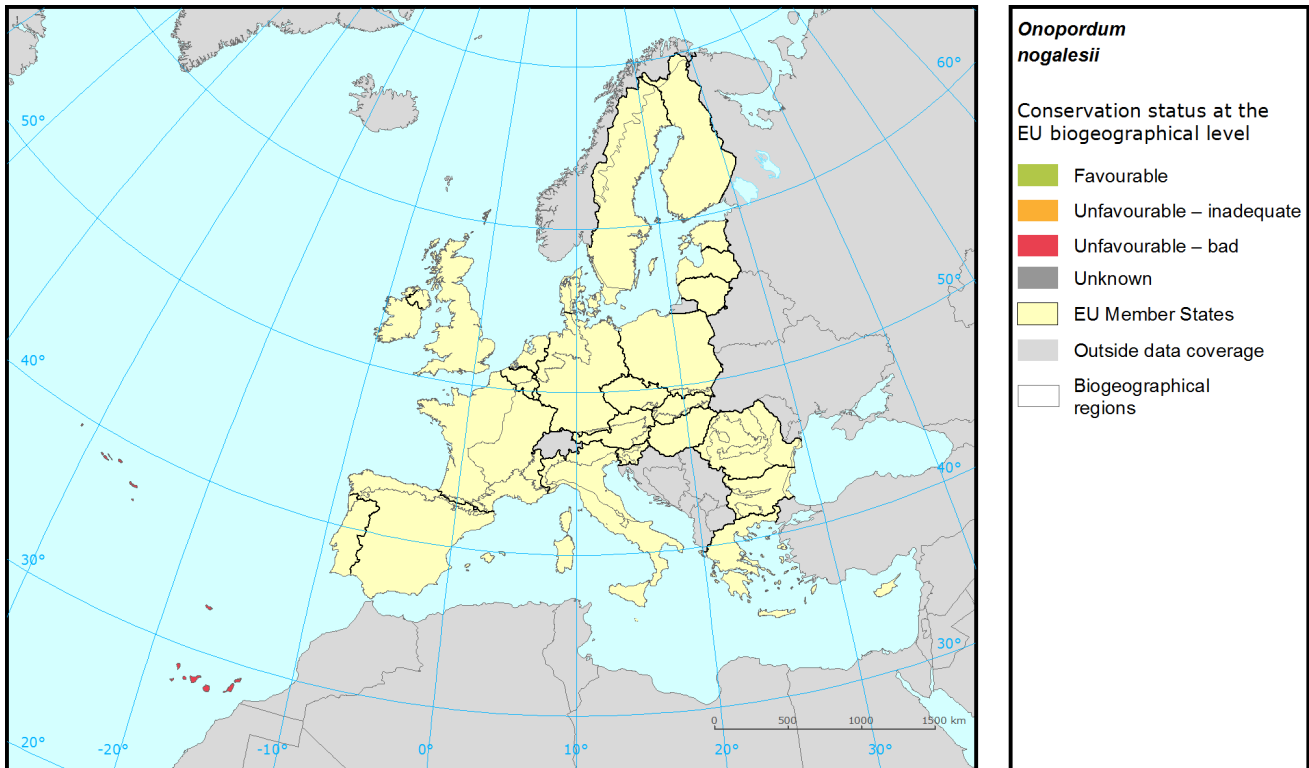 Onopordum
nogalesii
Conservation status at the
EU biogeographical level
Favourable
Unfavourable – inadequate
Unfavourable – bad
Unknown
EU Member States
Outside data coverage
Biogeographical
regions
60°
50°
50°
40°
40°
30°
30°
20°
-20°
-10°
0°
10°
20°
30°
0 500 1000 1500 km